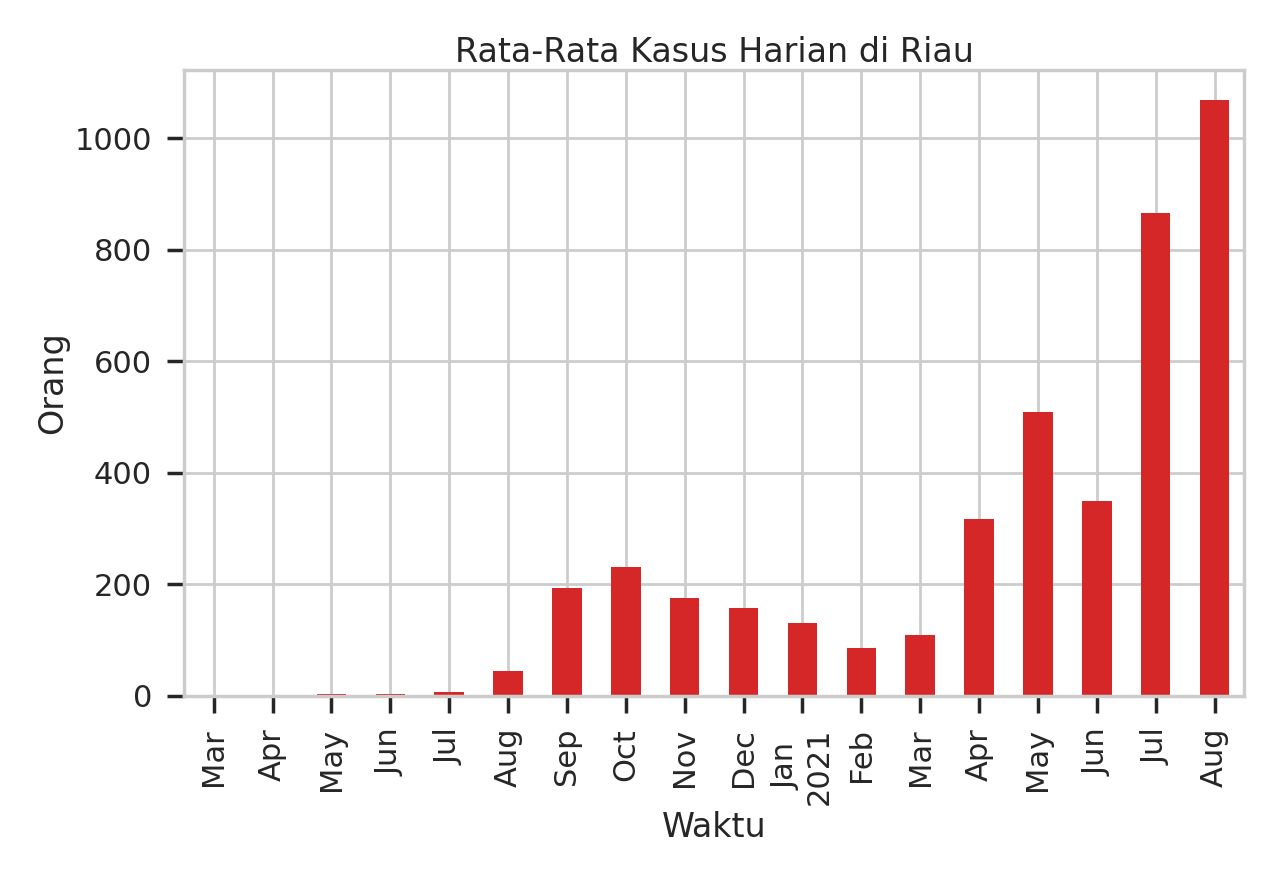 Rata-Rata Kasus Harian di Riau
1000
800
600
400
200
0
Orang
Mar
Apr
May
Jun
Jul
Aug
Sep
Oct
Nov
Dec
Jan
2021
Feb
Mar
Apr
May
Jun
Jul
Aug
Waktu